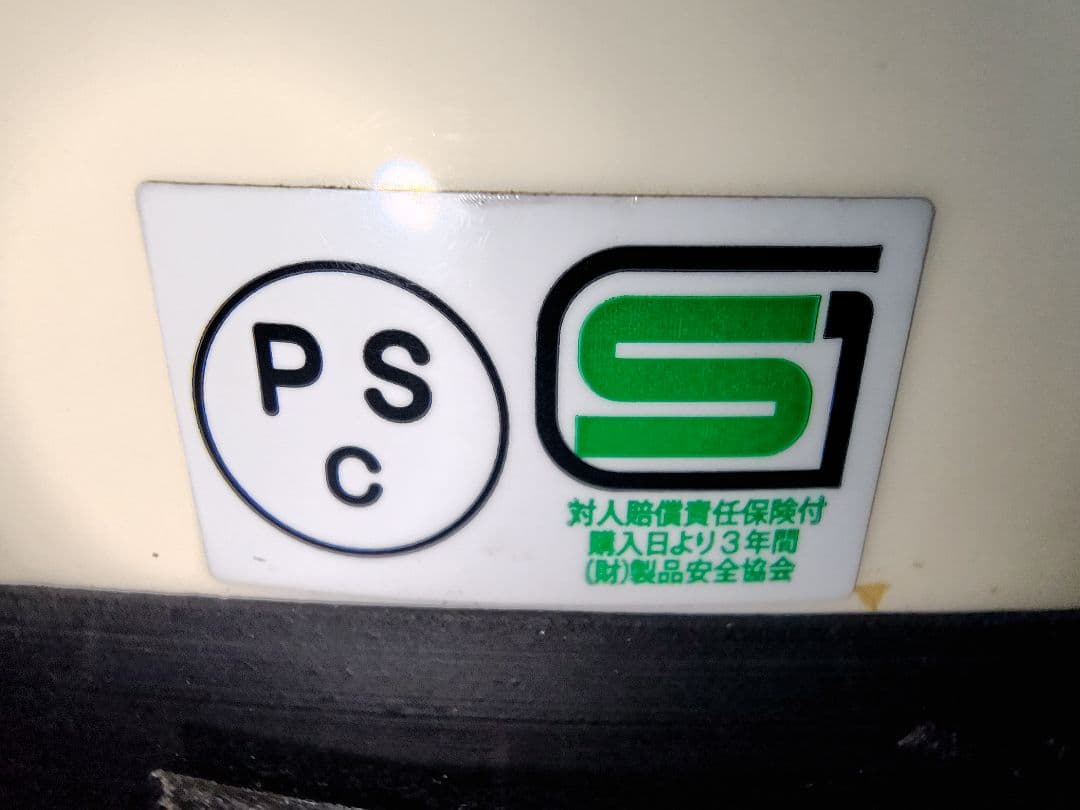 PS
C
SG
対人賠償責任保険付
購入日より3年間
(財)製品安全協会